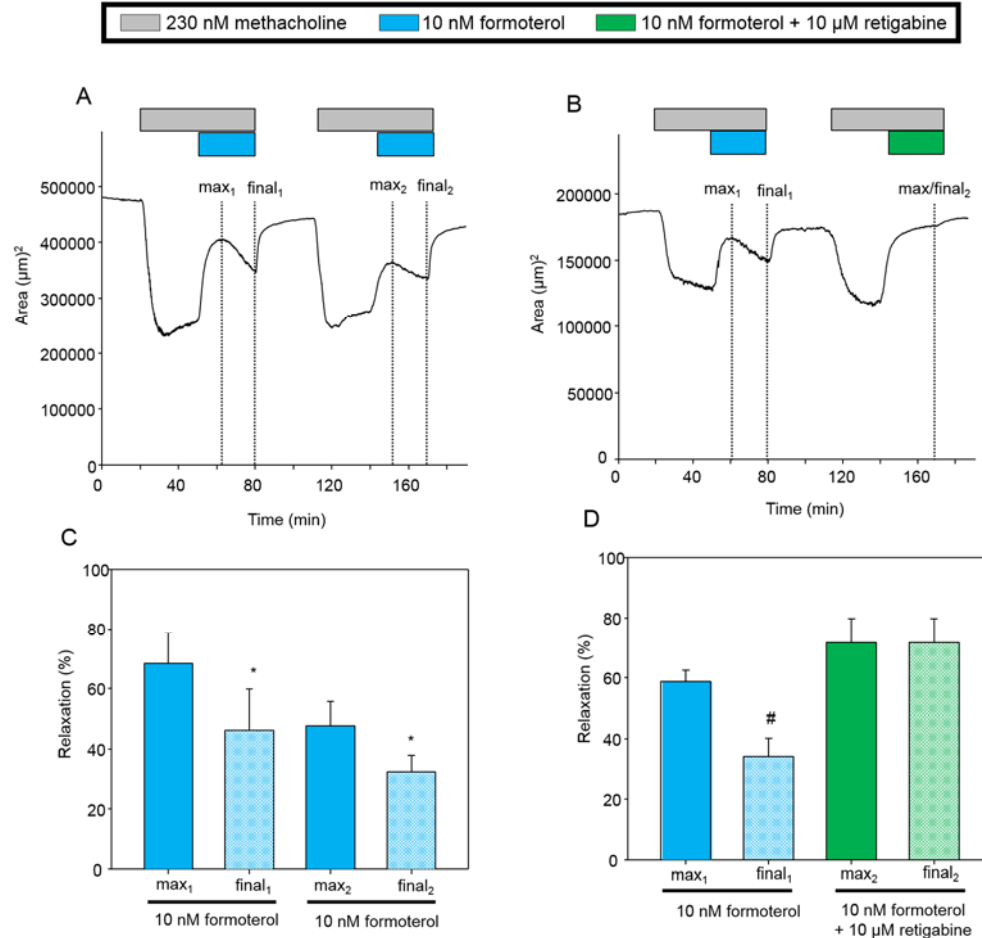 230 nM methacholine 10 nM formoterol 10 nM formoterol + 10 µM retigabine
A
max₁ final₁ max₂ final₂
500000
400000
300000
200000
100000
0
Area (µm)²
0 40 80 120 160
Time (min)
B
max₁ final₁ max/final₂
200000
150000
100000
50000
0
Area (µm)²
0 40 80 120 160
Time (min)
C
100
80
60
40
20
0
Relaxation (%)
* *
max₁ final₁ max₂ final₂
10 nM formoterol 10 nM formoterol
D
100
80
60
40
20
0
Relaxation (%)
#
max₁ final₁ max₂ final₂
10 nM formoterol 10 nM formoterol
+ 10 µM retigabine